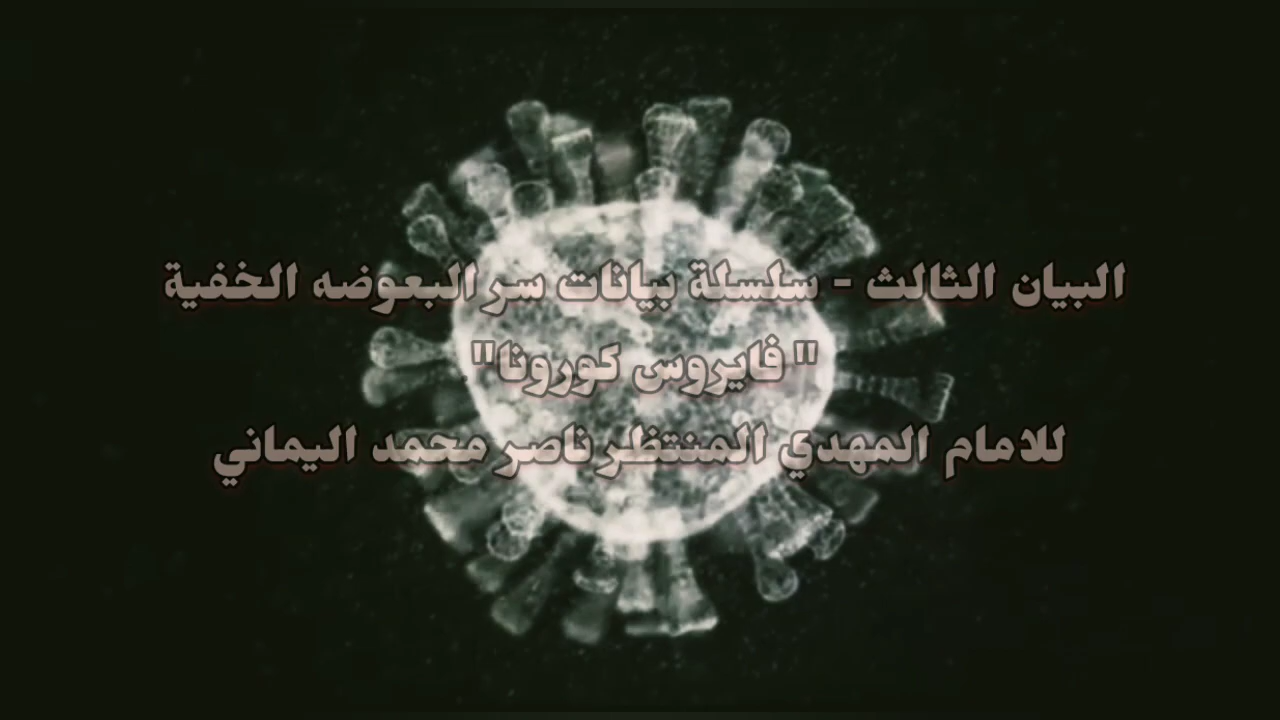 البيان الثالث - سلسلة بيانات سر البعوضه الخفية
"فايروس كورونا"
للامام المهدي المنتظر ناصر محمد اليماني